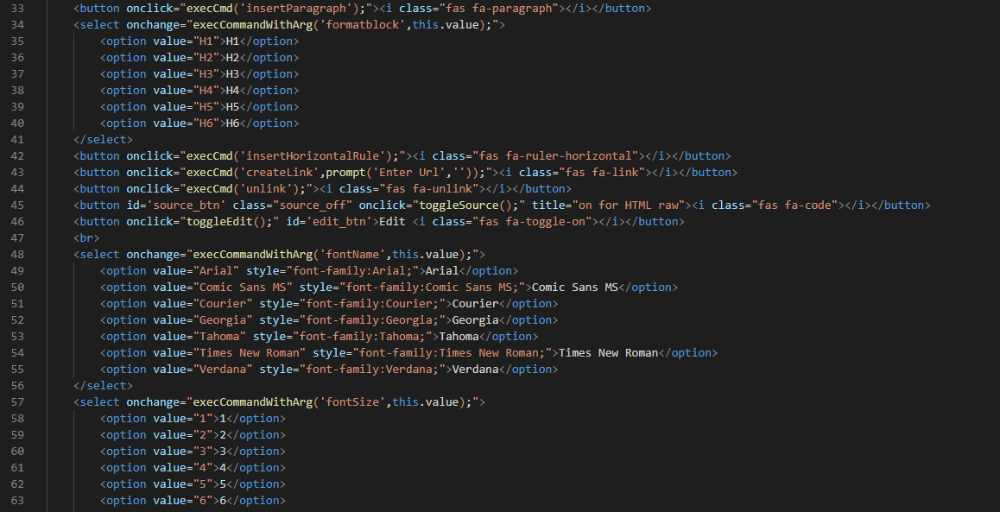 33 <button onclick="execCmd('insertParagraph');"><i class="fas fa-paragraph"></i></button>
34 <select onchange="execCommandWithArg('formatblock',this.value);">
35 <option value="H1">H1</option>
36 <option value="H2">H2</option>
37 <option value="H3">H3</option>
38 <option value="H4">H4</option>
39 <option value="H5">H5</option>
40 <option value="H6">H6</option>
41 </select>
42 <button onclick="execCmd('insertHorizontalRule');"><i class="fas fa-ruler-horizontal"></i></button>
43 <button onclick="execCmd('createLink',prompt('Enter Url',''));"><i class="fas fa-link"></i></button>
44 <button onclick="execCmd('unlink');"><i class="fas fa-unlink"></i></button>
45 <button id='source_btn' class="source_off" onclick="toggleSource();" title="on for HTML raw"><i class="fas fa-code"></i></button>
46 <button onclick="toggleEdit();" id='edit_btn'>Edit <i class="fas fa-toggle-on"></i></button>
47 <br>
48 <select onchange="execCommandWithArg('fontName',this.value);">
49 <option value="Arial" style="font-family:Arial;">Arial</option>
50 <option value="Comic Sans MS" style="font-family:Comic Sans MS;">Comic Sans MS</option>
51 <option value="Courier" style="font-family:Courier;">Courier</option>
52 <option value="Georgia" style="font-family:Georgia;">Georgia</option>
53 <option value="Tahoma" style="font-family:Tahoma;">Tahoma</option>
54 <option value="Times New Roman" style="font-family:Times New Roman;">Times New Roman</option>
55 <option value="Verdana" style="font-family:Verdana;">Verdana</option>
56 </select>
57 <select onchange="execCommandWithArg('fontSize',this.value);">
58 <option value="1">1</option>
59 <option value="2">2</option>
60 <option value="3">3</option>
61 <option value="4">4</option>
62 <option value="5">5</option>
63 <option value="6">6</option>